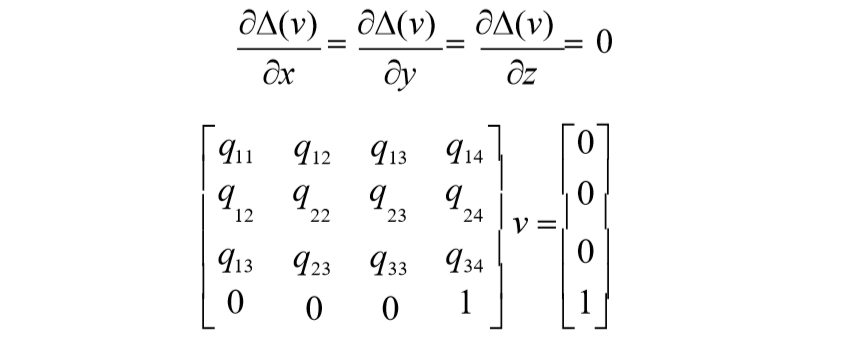 ∂Δ(v)/∂x = ∂Δ(v)/∂y = ∂Δ(v)/∂z = 0
[ q₁₁ q₁₂ q₁₃ q₁₄ ] [ 0 ]
[ q₁₂ q₂₂ q₂₃ q₂₄ ] v = [ 0 ]
[ q₁₃ q₂₃ q₃₃ q₃₄ ] [ 0 ]
[ 0 0 0 1 ] [ 1 ]